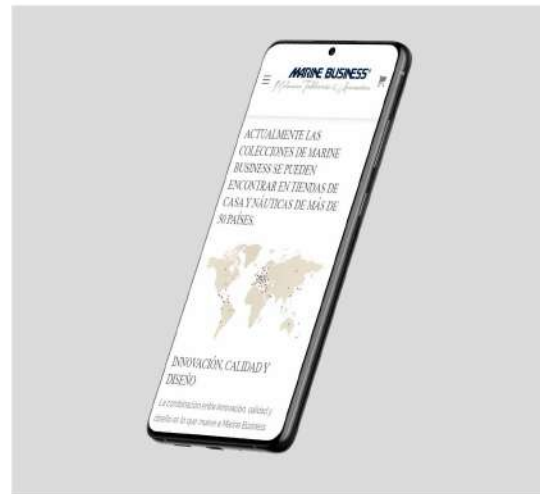 MARINE BUSINESS®
ACTUALMENTE LAS
COLECCIONES DE MARINE
BUSINESS SE PUEDEN
ENCONTRAR EN TIENDAS DE
CASA Y NÁUTICAS DE MÁS DE
50 PAÍSES.
INNOVACIÓN, CALIDAD Y
DISEÑO
La combinación entre innovación, calidad y
diseño es lo que mueve a Marine Business